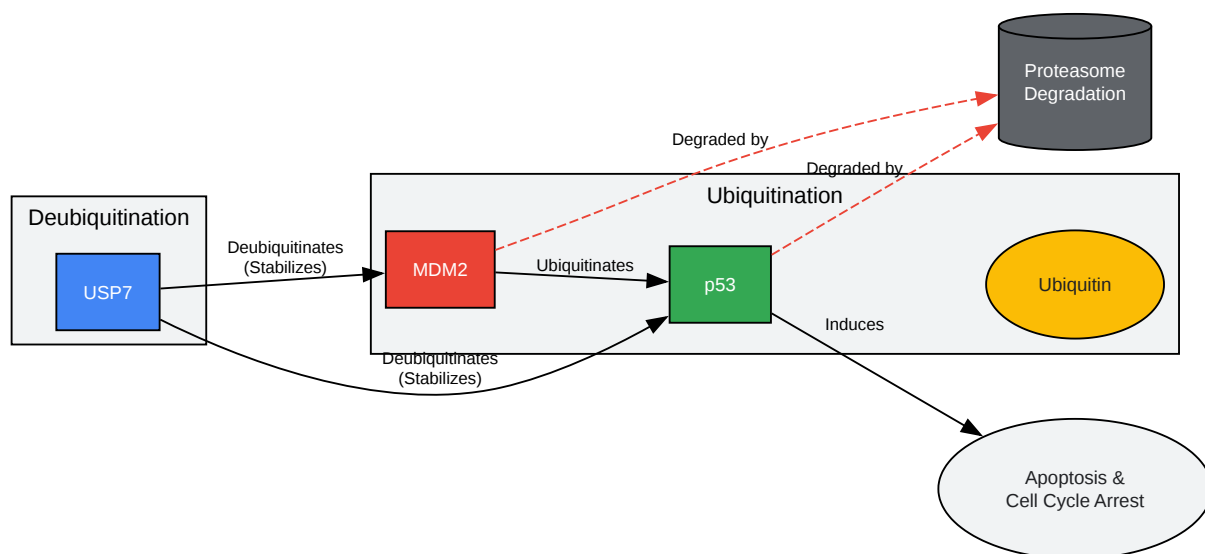 Proteasome
Degradation
Degraded by
Degraded by
Ubiquitination
Deubiquitination
Deubiquitinates
(Stabilizes)
MDM2
Ubiquitinates
p53
Ubiquitin
USP7
Induces
Deubiquitinates
(Stabilizes)
Apoptosis &
Cell Cycle Arrest